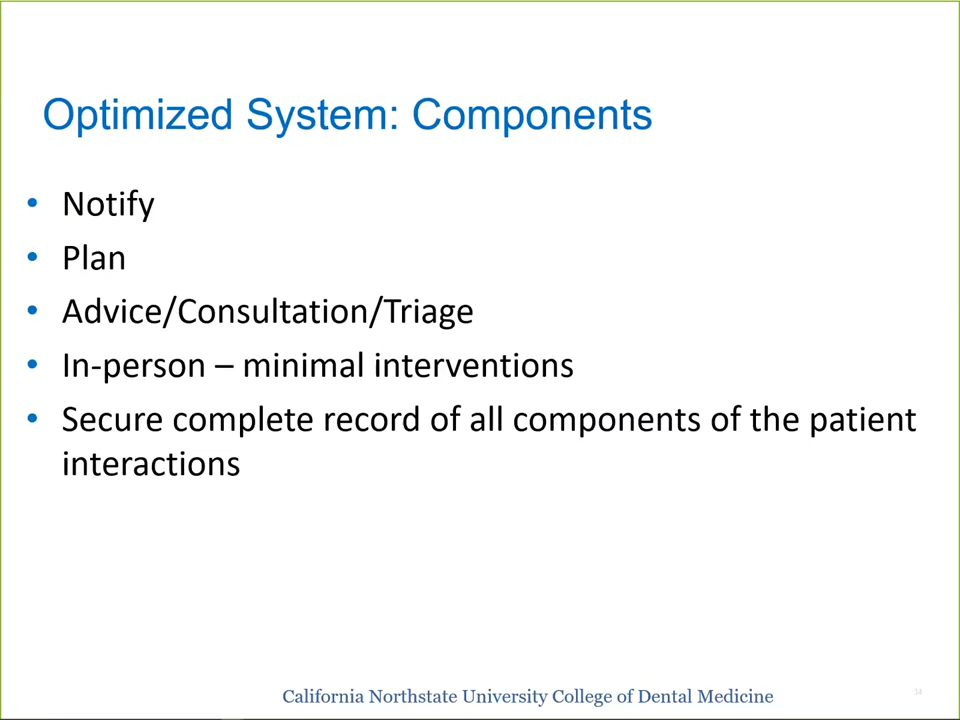 Optimized System: Components
• Notify
• Plan
• Advice/Consultation/Triage
• In-person – minimal interventions
• Secure complete record of all components of the patient
interactions
California Northstate University College of Dental Medicine